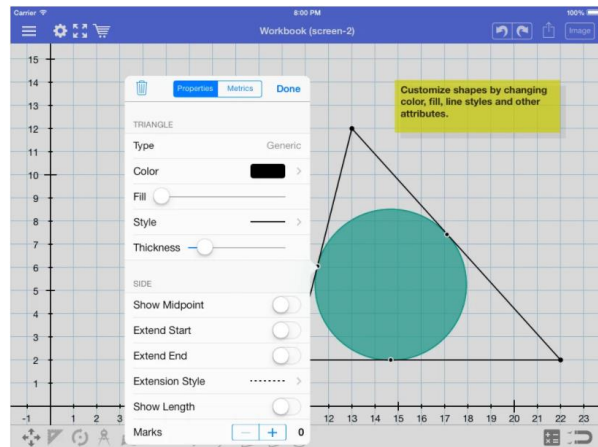 Carrier 8:00 PM 100%
Workbook (screen-2) Image
15
14
13
12
11
10
9
8
7
6
5
4
3
2
1
Properties Metrics Done
TRIANGLE
Type Generic
Color
Fill
Style
Thickness
SIDE
Show Midpoint
Extend Start
Extend End
Extension Style
Show Length
Marks − + 0
Customize shapes by changing
color, fill, line styles and other
attributes.
-1 1 2 3 12 13 14 15 16 17 18 19 20 21 22 23